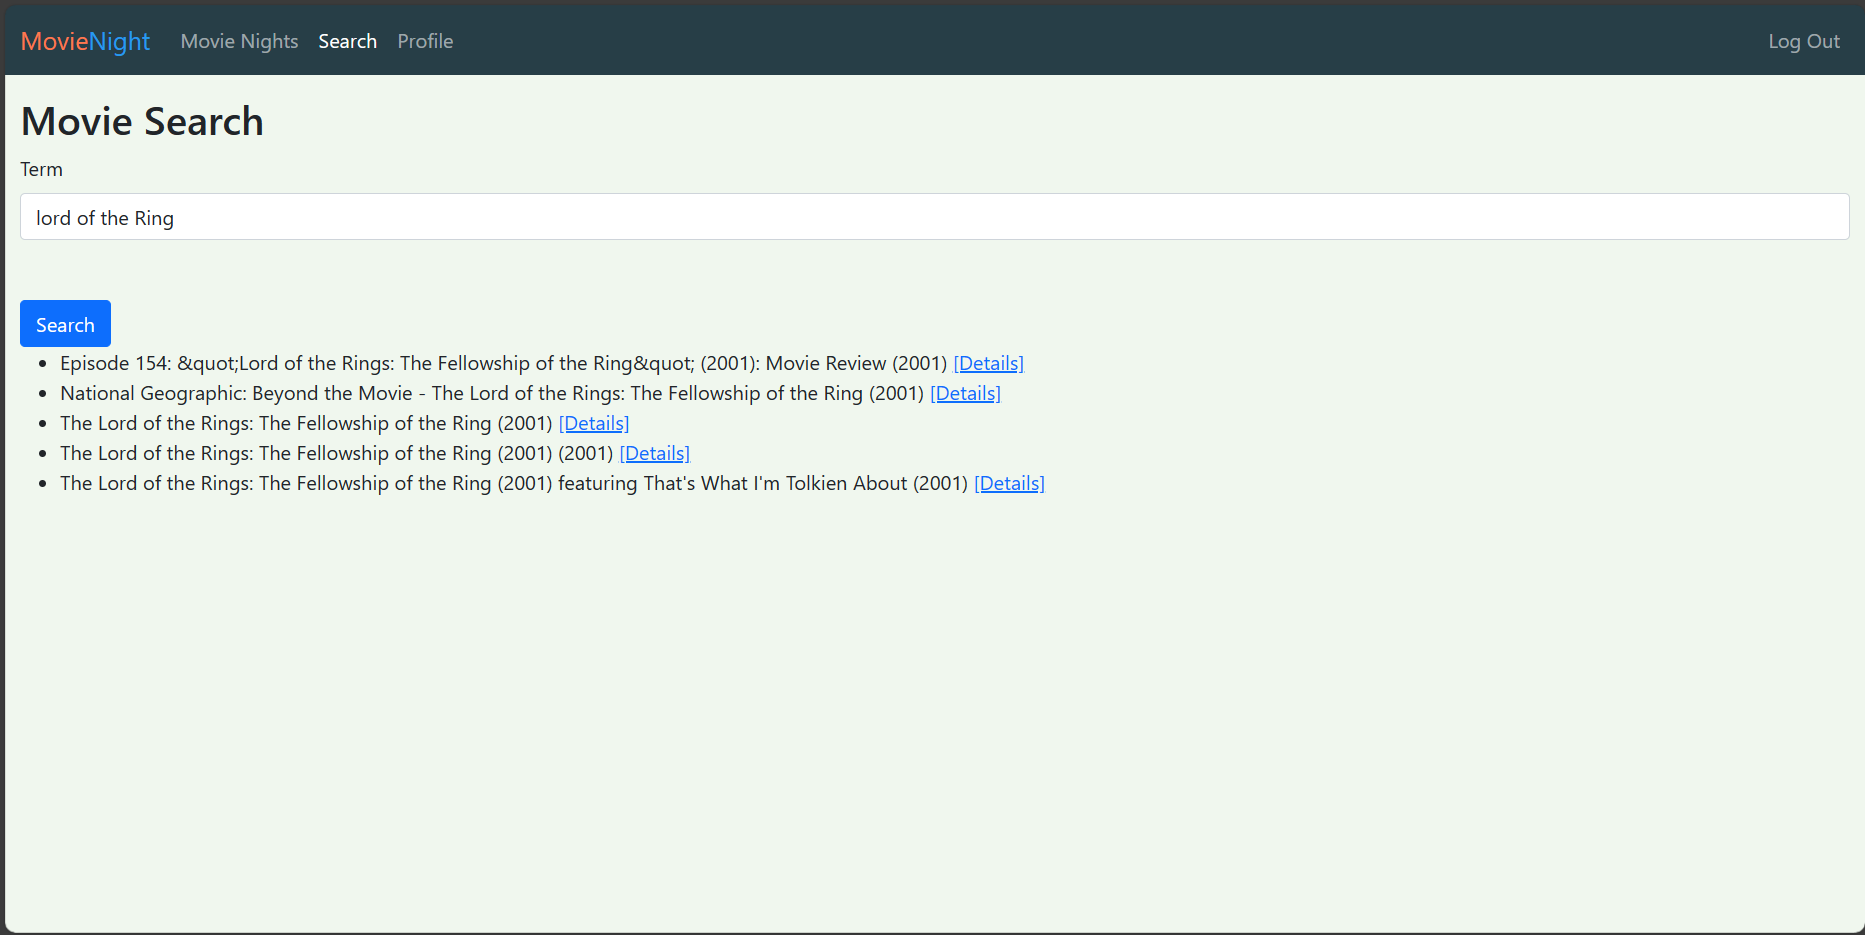 MovieNight Movie Nights Search Profile Log Out
Movie Search
Term
lord of the Ring
Search
• Episode 154: &quot;Lord of the Rings: The Fellowship of the Ring&quot; (2001): Movie Review (2001) [Details]
• National Geographic: Beyond the Movie - The Lord of the Rings: The Fellowship of the Ring (2001) [Details]
• The Lord of the Rings: The Fellowship of the Ring (2001) [Details]
• The Lord of the Rings: The Fellowship of the Ring (2001) (2001) [Details]
• The Lord of the Rings: The Fellowship of the Ring (2001) featuring That's What I'm Tolkien About (2001) [Details]